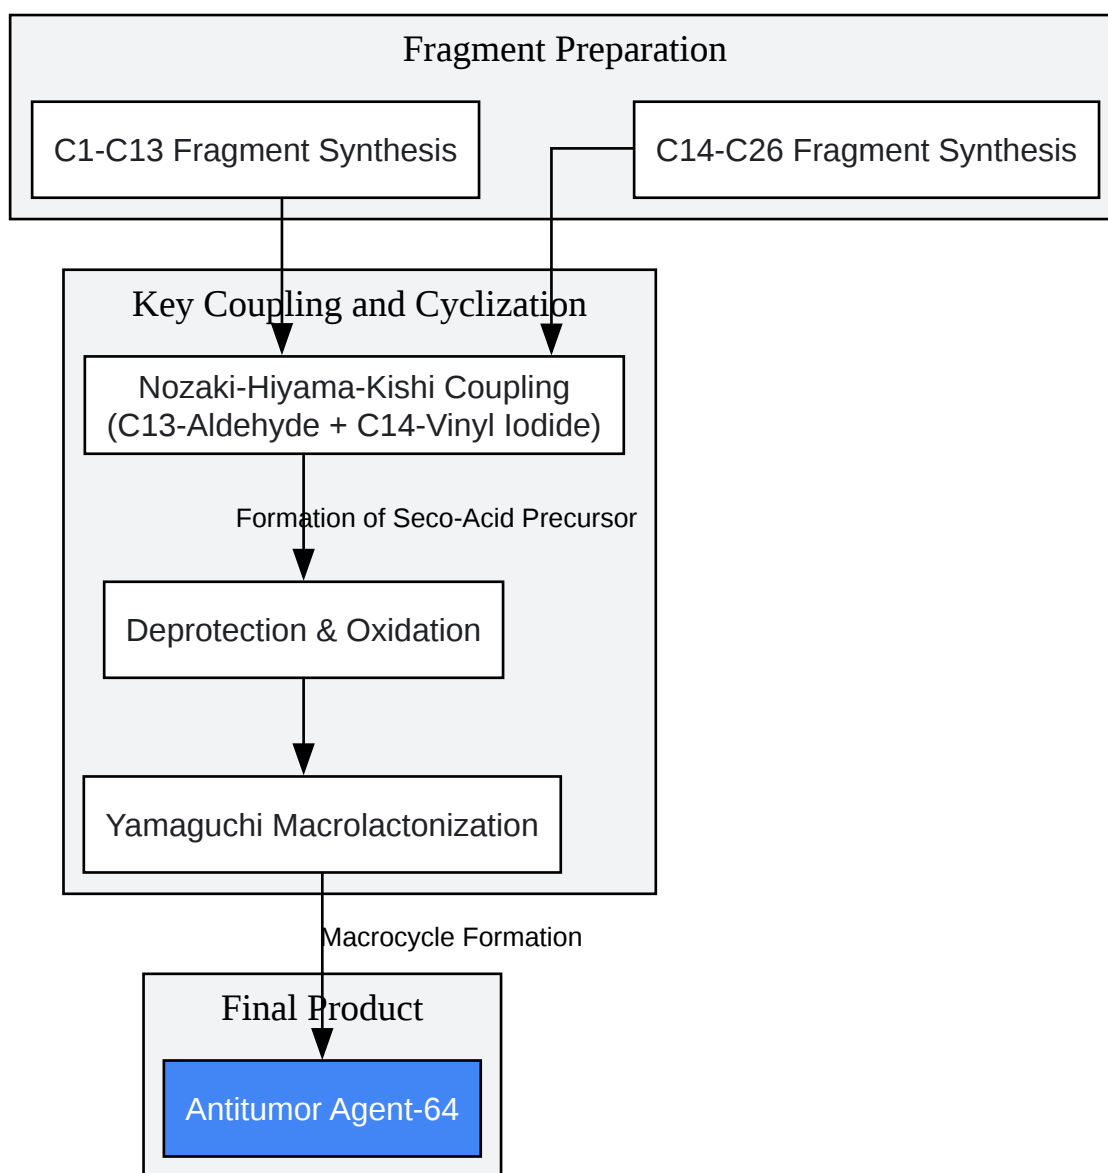 Fragment Preparation
C1-C13 Fragment Synthesis
C14-C26 Fragment Synthesis
Key Coupling and Cyclization
Nozaki-Hiyama-Kishi Coupling
(C13-Aldehyde + C14-Vinyl Iodide)
Formation of Seco-Acid Precursor
Deprotection & Oxidation
Yamaguchi Macrolactonization
Macrocycle Formation
Final Product
Antitumor Agent-64